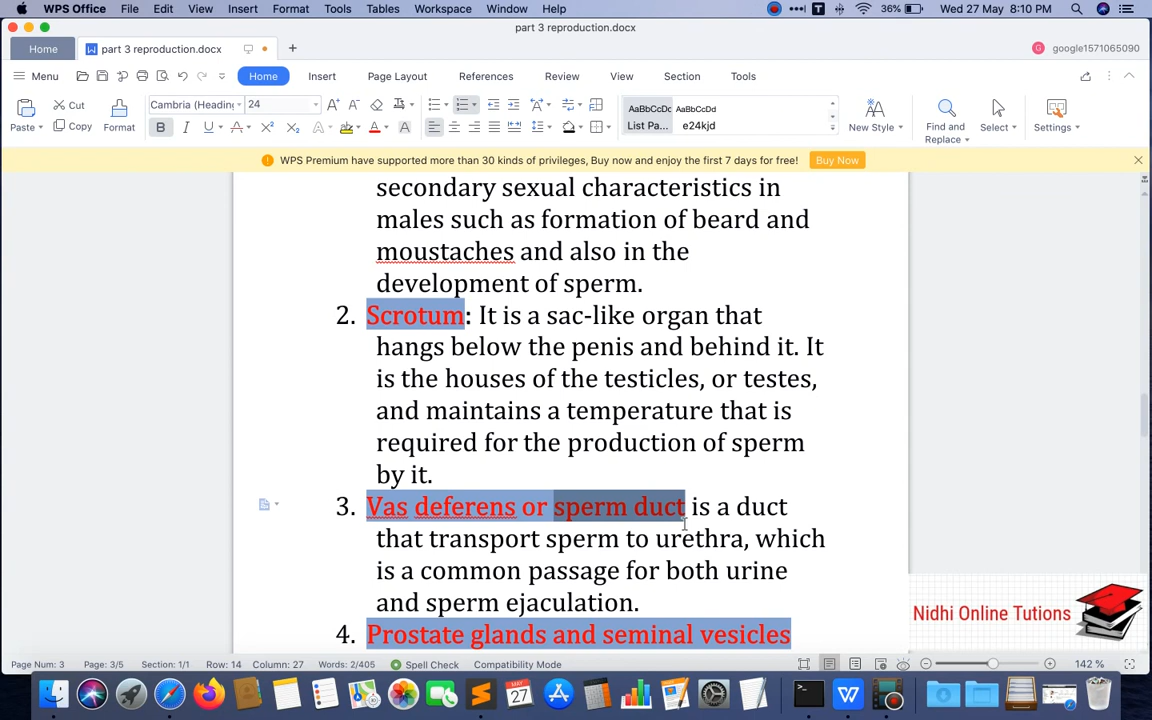 WPS Office File Edit View Insert Format Tools Tables Workspace Window Help 36% Wed 27 May 8:10 PM
part 3 reproduction.docx
Home part 3 reproduction.docx google1571065090
Menu Home Insert Page Layout References Review View Section Tools
Cut Cambria (Heading 24 AaBbCcDc AaBbCcDd
Paste Copy Format List Pa... e24kjd New Style Find and Replace Select Settings
WPS Premium have supported more than 30 kinds of privileges, Buy now and enjoy the first 7 days for free! Buy Now
secondary sexual characteristics in
males such as formation of beard and
moustaches and also in the
development of sperm.
2. Scrotum: It is a sac-like organ that
hangs below the penis and behind it. It
is the houses of the testicles, or testes,
and maintains a temperature that is
required for the production of sperm
by it.
3. Vas deferens or sperm duct is a duct
that transport sperm to urethra, which
is a common passage for both urine
and sperm ejaculation.
4. Prostate glands and seminal vesicles
Nidhi Online Tutions
Page Num: 3 Page: 3/5 Section: 1/1 Row: 14 Column: 27 Words: 2/405 Spell Check Compatibility Mode 142 %
MAY
27